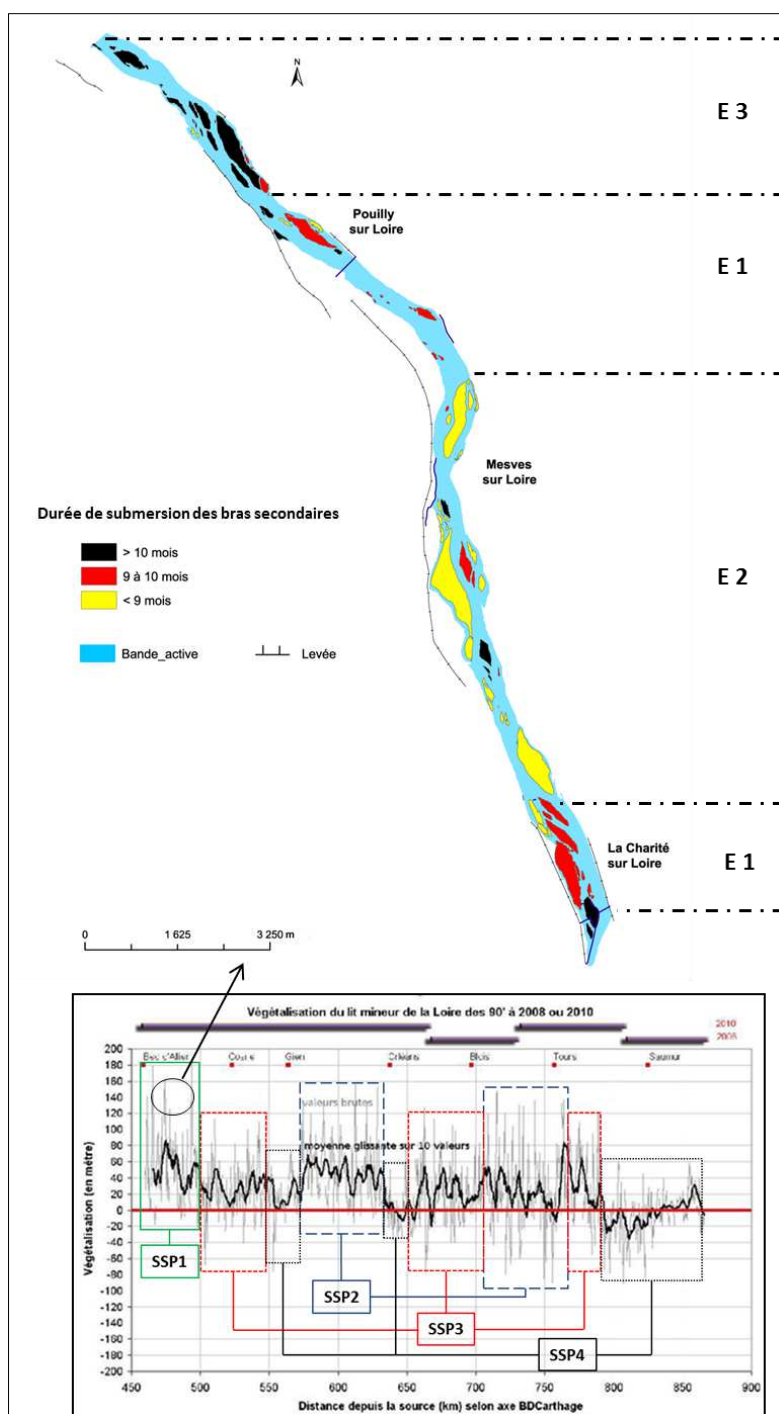 N
E 3
Pouilly
sur Loire
E 1
Mesves
sur Loire
Durée de submersion des bras secondaires
> 10 mois
9 à 10 mois
< 9 mois
Bande_active
Levée
E 2
La Charité
sur Loire
E 1
0 1 625 3 250 m
Végétalisation du lit mineur de la Loire des 90' à 2008 ou 2010
2010
2008
Bec d'Allier Cosne Gien Orléans Blois Tours Saumur
valeurs brutes
moyenne glissante sur 10 valeurs
Végétalisation (en mètre)
200
180
160
140
120
100
80
60
40
20
0
-20
-40
-60
-80
-100
-120
-140
-160
-180
-200
SSP1
SSP2
SSP3
SSP4
450 500 550 600 650 700 750 800 850 900
Distance depuis la source (km) selon axe BDCarthage